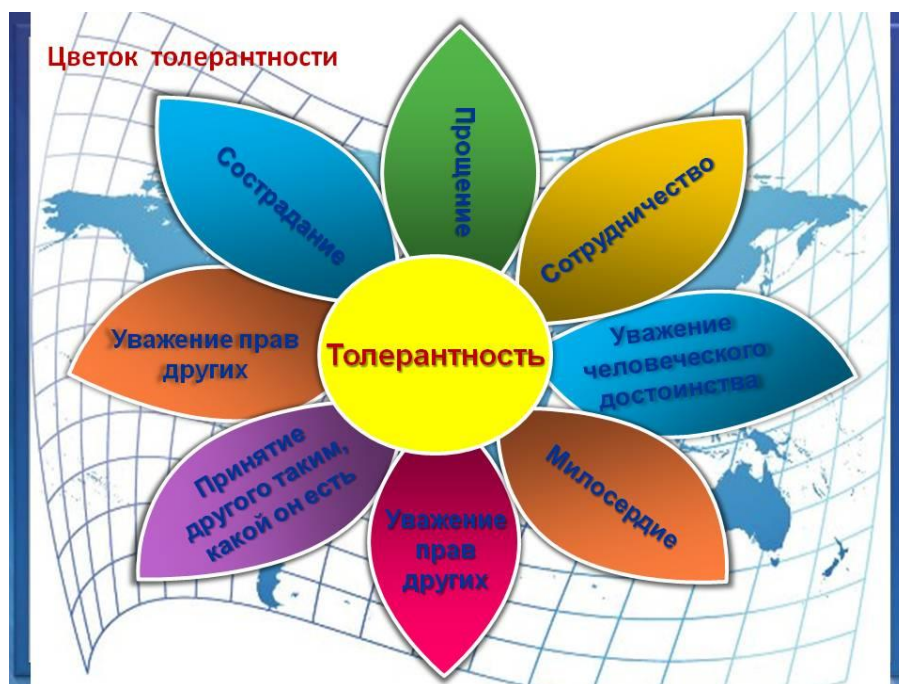 Цветок толерантности
Прощение
Сотрудничество
Уважение
человеческого
достоинства
Милосердие
Уважение
прав
других
Принятие
другого таким,
какой он есть
Уважение прав
других
Сострадание
Толерантность